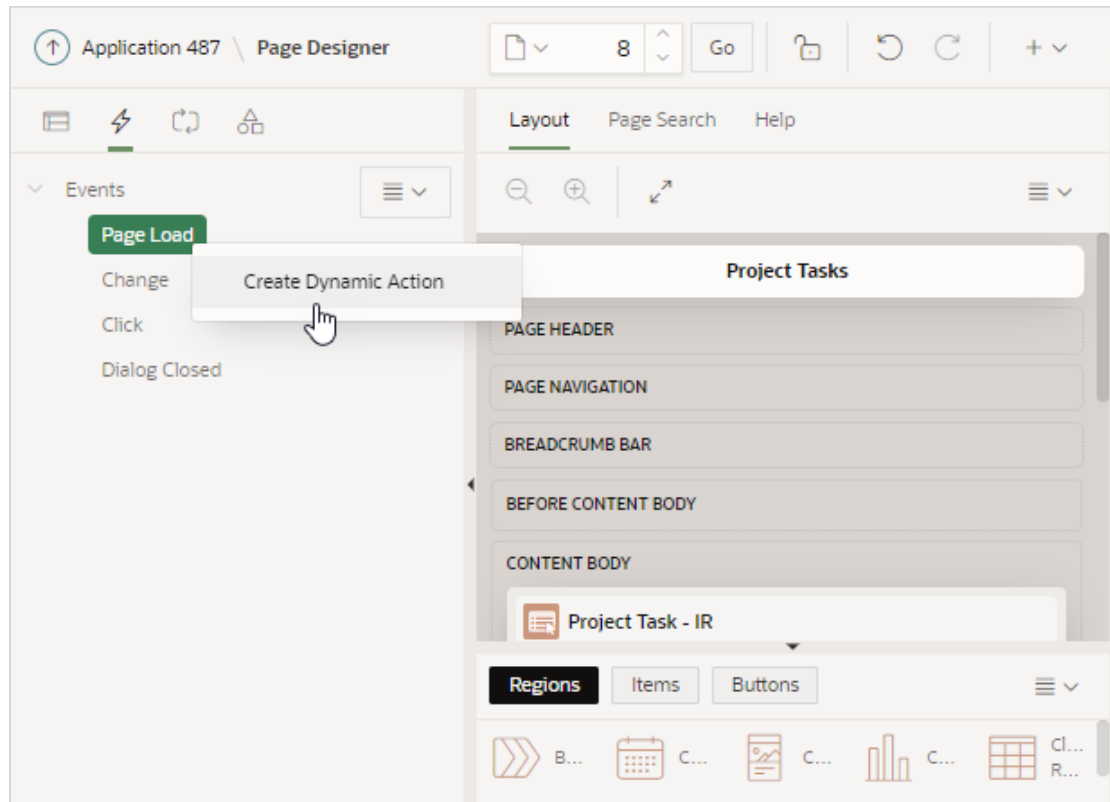 Application 487 \ Page Designer
8
Go
Layout Page Search Help
Events
Page Load
Create Dynamic Action
Change
Click
Dialog Closed
Project Tasks
PAGE HEADER
PAGE NAVIGATION
BREADCRUMB BAR
BEFORE CONTENT BODY
CONTENT BODY
Project Task - IR
Regions Items Buttons
B... C... C... C... Cl...
R...